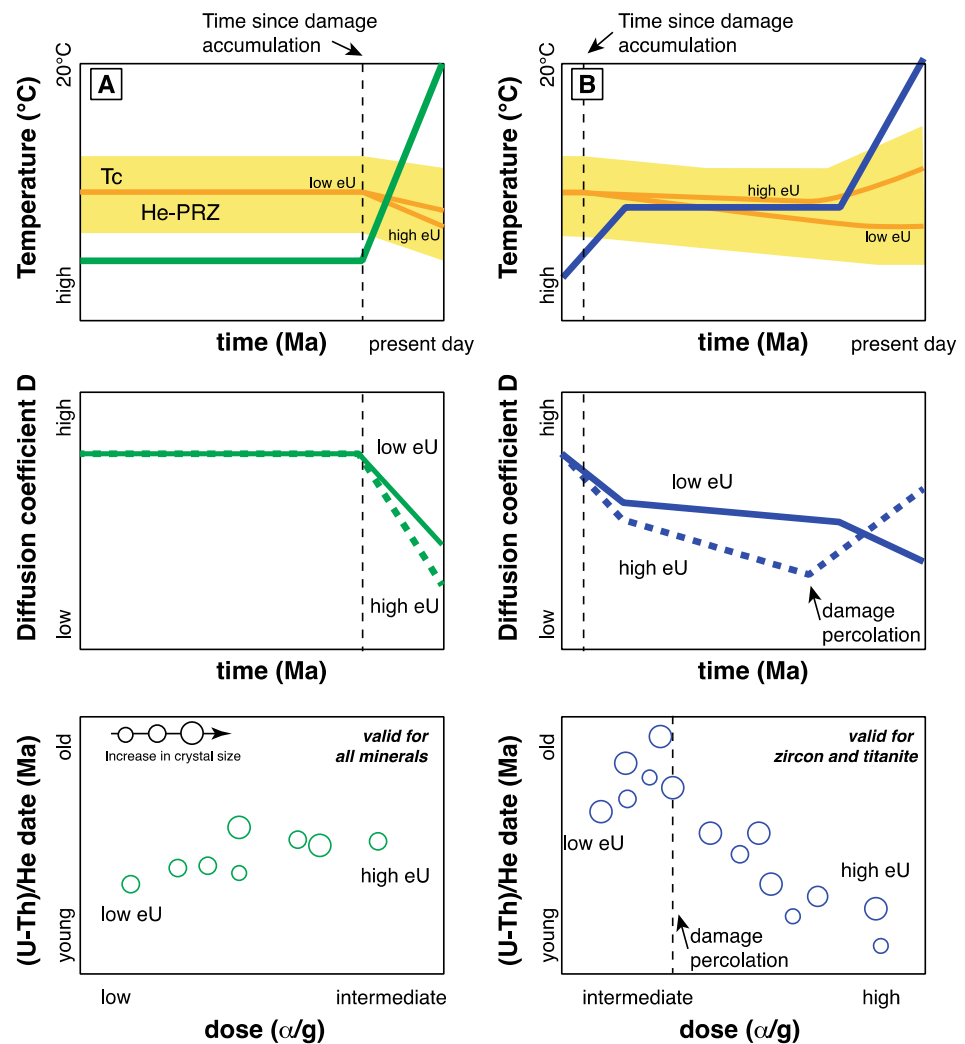 Time since damage
accumulation
A
20°C
Temperature (°C)
high
Tc
He-PRZ
low eU
high eU
time (Ma)
present day
Time since damage
accumulation
B
20°C
Temperature (°C)
high
high eU
low eU
time (Ma)
present day
high
Diffusion coefficient D
low
low eU
high eU
time (Ma)
high
Diffusion coefficient D
low
low eU
high eU
damage
percolation
time (Ma)
old
(U-Th)/He date (Ma)
young
Increase in crystal size
valid for
all minerals
low eU
high eU
low
intermediate
dose (α/g)
old
(U-Th)/He date (Ma)
young
valid for
zircon and titanite
low eU
high eU
damage
percolation
intermediate
high
dose (α/g)